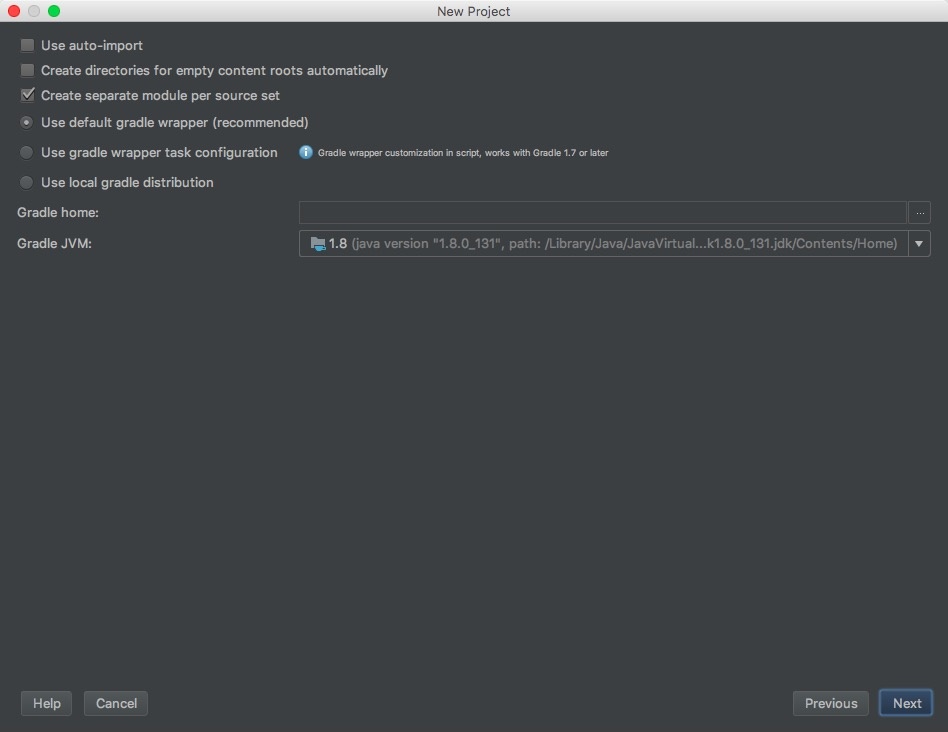 New Project
Use auto-import
Create directories for empty content roots automatically
Create separate module per source set
Use default gradle wrapper (recommended)
Use gradle wrapper task configuration Gradle wrapper customization in script, works with Gradle 1.7 or later
Use local gradle distribution
Gradle home: ...
Gradle JVM: 1.8 (java version "1.8.0_131", path: /Library/Java/JavaVirtual...k1.8.0_131.jdk/Contents/Home)
Help Cancel Previous Next